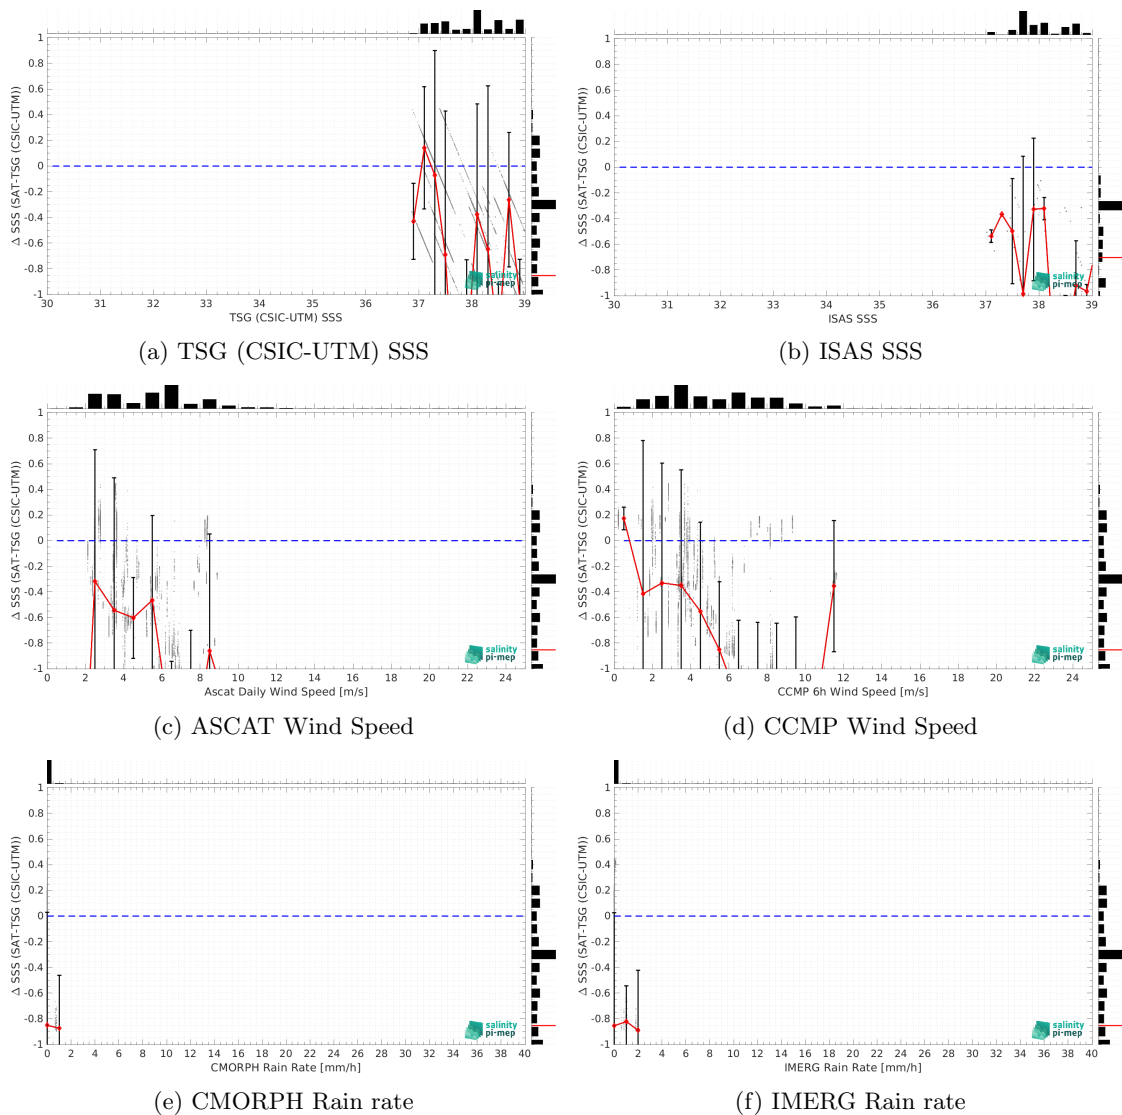 1
0.8
0.6
0.4
0.2
0
-0.2
-0.4
-0.6
-0.8
-1
Δ SSS (SAT-TSG (CSIC-UTM))
30 31 32 33 34 35 36 37 38 39
TSG (CSIC-UTM) SSS
salinity
pi-mep
(a) TSG (CSIC-UTM) SSS
1
0.8
0.6
0.4
0.2
0
-0.2
-0.4
-0.6
-0.8
-1
Δ SSS (SAT-TSG (CSIC-UTM))
30 31 32 33 34 35 36 37 38 39
ISAS SSS
salinity
pi-mep
(b) ISAS SSS
1
0.8
0.6
0.4
0.2
0
-0.2
-0.4
-0.6
-0.8
-1
Δ SSS (SAT-TSG (CSIC-UTM))
0 2 4 6 8 10 12 14 16 18 20 22 24
Ascat Daily Wind Speed [m/s]
salinity
pi-mep
(c) ASCAT Wind Speed
1
0.8
0.6
0.4
0.2
0
-0.2
-0.4
-0.6
-0.8
-1
Δ SSS (SAT-TSG (CSIC-UTM))
0 2 4 6 8 10 12 14 16 18 20 22 24
CCMP 6h Wind Speed [m/s]
salinity
pi-mep
(d) CCMP Wind Speed
1
0.8
0.6
0.4
0.2
0
-0.2
-0.4
-0.6
-0.8
-1
Δ SSS (SAT-TSG (CSIC-UTM))
0 2 4 6 8 10 12 14 16 18 20 22 24 26 28 30 32 34 36 38 40
CMORPH Rain Rate [mm/h]
salinity
pi-mep
(e) CMORPH Rain rate
1
0.8
0.6
0.4
0.2
0
-0.2
-0.4
-0.6
-0.8
-1
Δ SSS (SAT-TSG (CSIC-UTM))
0 2 4 6 8 10 12 14 16 18 20 22 24 26 28 30 32 34 36 38 40
IMERG Rain Rate [mm/h]
salinity
pi-mep
(f) IMERG Rain rate